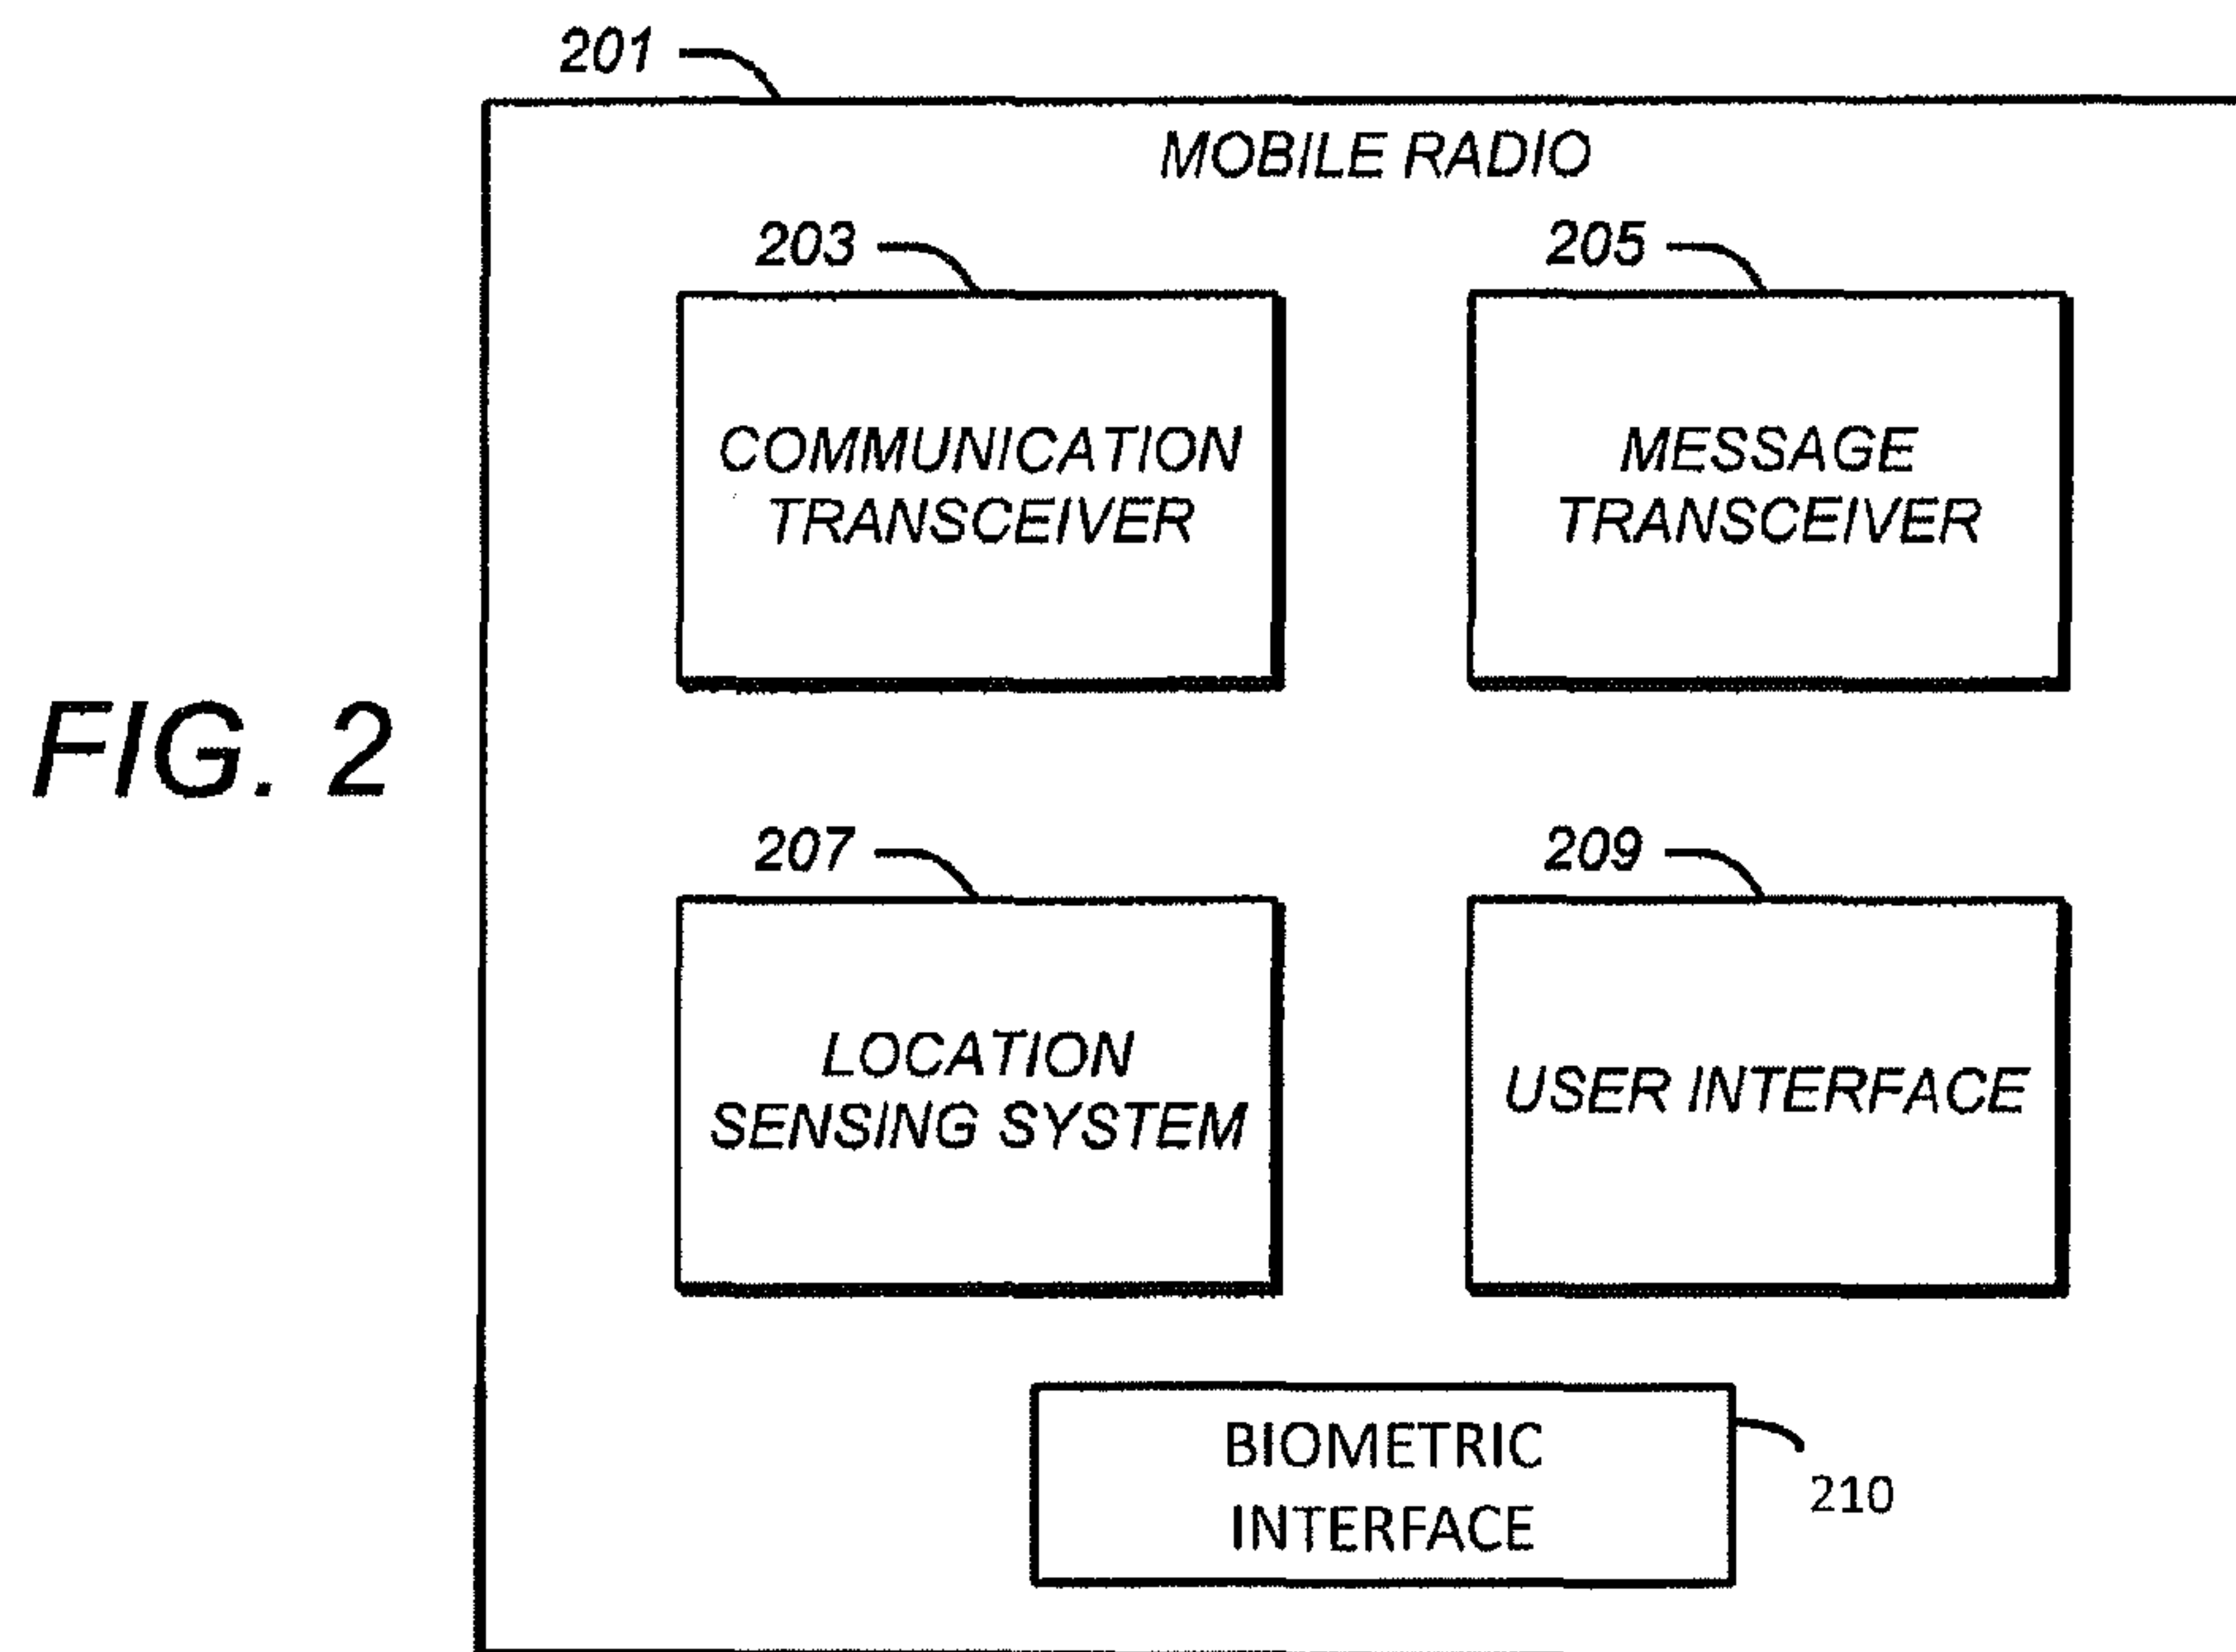 201
MOBILE RADIO
203
205
COMMUNICATION
TRANSCEIVER
MESSAGE
TRANSCEIVER
FIG. 2
207
209
LOCATION
SENSING SYSTEM
USER INTERFACE
BIOMETRIC
INTERFACE
210